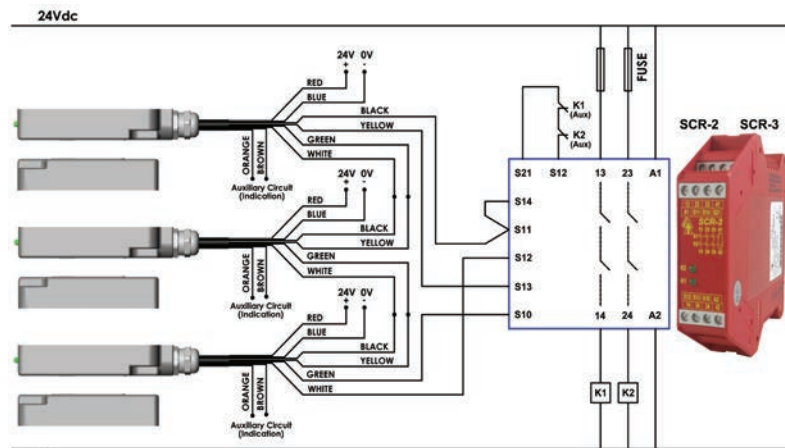 24Vdc
24V 0V
+ -
RED
BLUE
BLACK
YELLOW
GREEN
WHITE
ORANGE
BROWN
Auxiliary Circuit
(Indication)
24V 0V
+ -
RED
BLUE
BLACK
YELLOW
GREEN
WHITE
ORANGE
BROWN
Auxiliary Circuit
(Indication)
24V 0V
+ -
RED
BLUE
BLACK
YELLOW
GREEN
WHITE
ORANGE
BROWN
Auxiliary Circuit
(Indication)
K1
(Aux)
K2
(Aux)
FUSE
S21 S12 13 23 A1
S14
S11
S12
S13
S10
14 24 A2
K1 K2
SCR-2 SCR-3
SCR-2